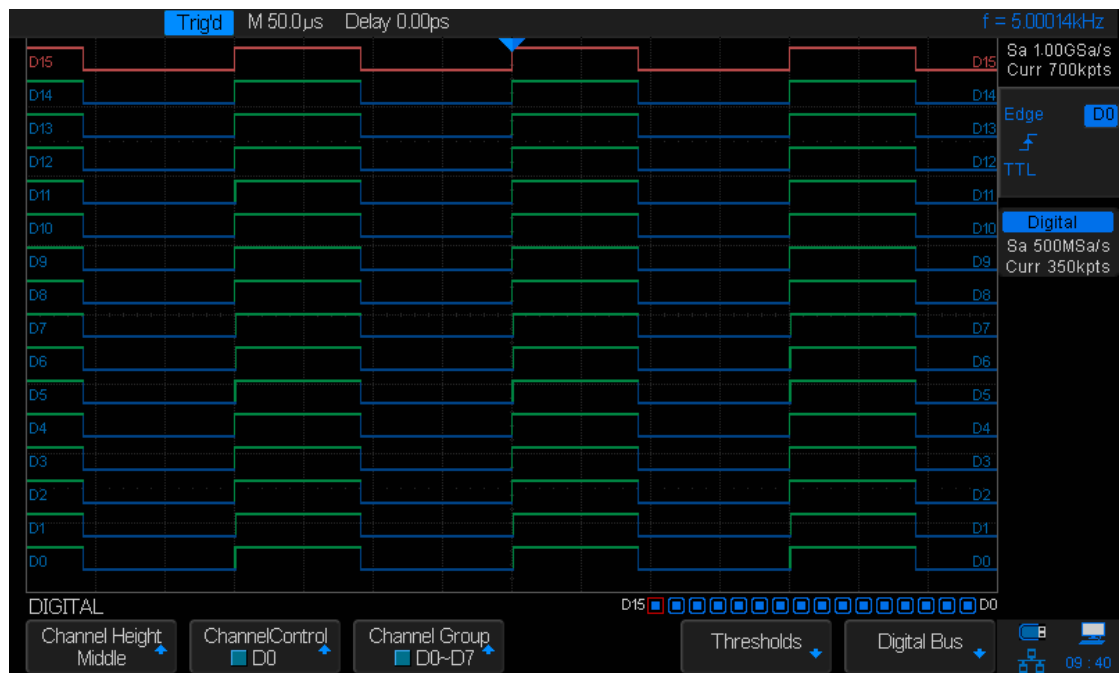 Trig'd M 50.0μs Delay 0.00ps f = 5.00014kHz
Sa 1.00GSa/s
Curr 700kpts
D15 D15
D14 D14
Edge D0
D13 D13
TTL
D12 D12
D11 D11
Digital
D10 D10
Sa 500MSa/s
Curr 350kpts
D9 D9
D8 D8
D7 D7
D6 D6
D5 D5
D4 D4
D3 D3
D2 D2
D1 D1
D0 D0
DIGITAL D15 D0
Channel Height ChannelControl Channel Group Thresholds Digital Bus
Middle D0 D0~D7
09 : 40